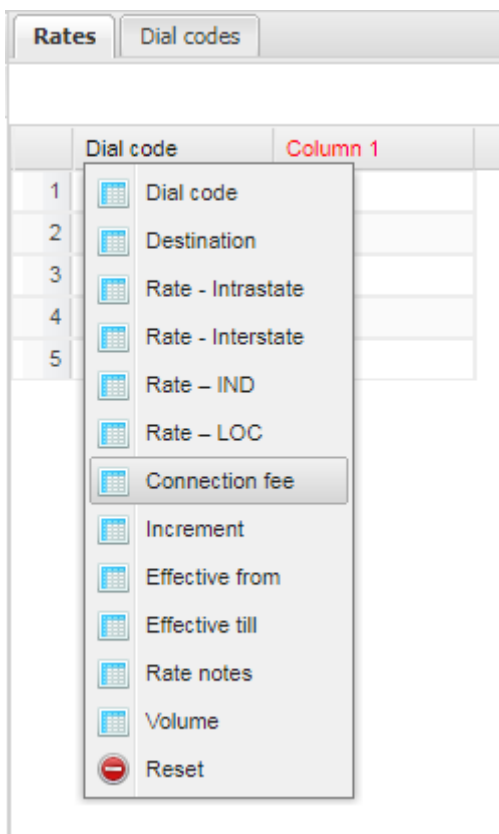 Rates Dial codes
Dial code Column 1
1 Dial code
2 Destination
3 Rate - Intrastate
4 Rate - Interstate
5 Rate – IND
Rate – LOC
Connection fee
Increment
Effective from
Effective till
Rate notes
Volume
Reset